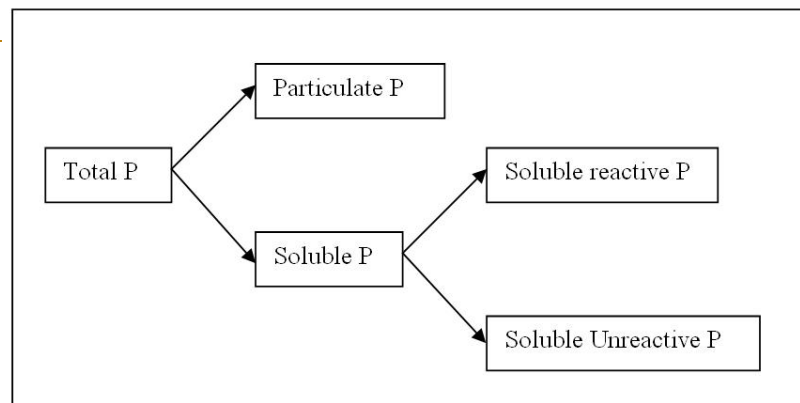 Particulate P
Total P
Soluble reactive P
Soluble P
Soluble Unreactive P